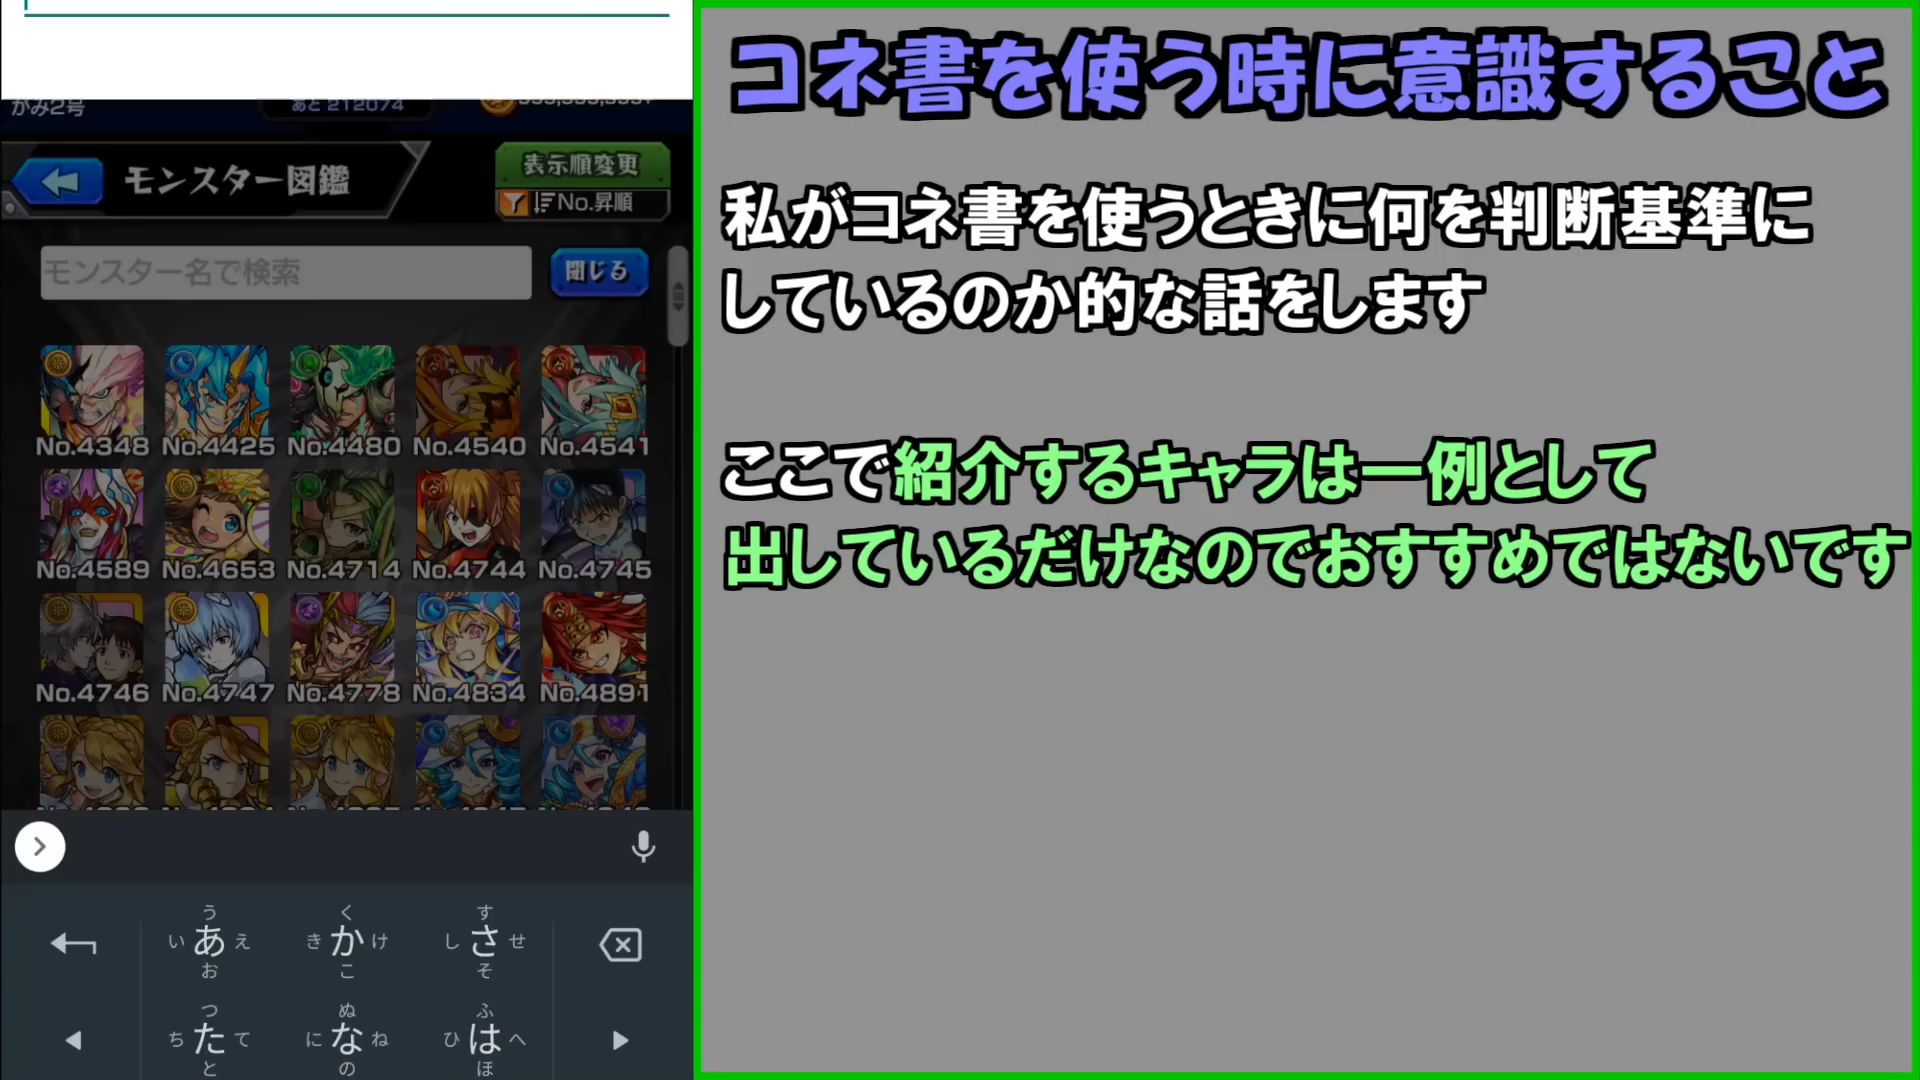 がみ2号
あと 212074
モンスター図鑑
表示順変更
No.昇順
モンスター名で検索
閉じる
No.4348 No.4425 No.4480 No.4540 No.4541
No.4589 No.4653 No.4714 No.4744 No.4745
No.4746 No.4747 No.4778 No.4834 No.4891
う く す
い あ え き か け し さ せ
お こ そ
つ ぬ ふ
ち た て に な ね ひ は へ
と の ほ
コネ書を使う時に意識すること
私がコネ書を使うときに何を判断基準に
しているのか的な話をします
ここで紹介するキャラは一例として
出しているだけなのでおすすめではないです